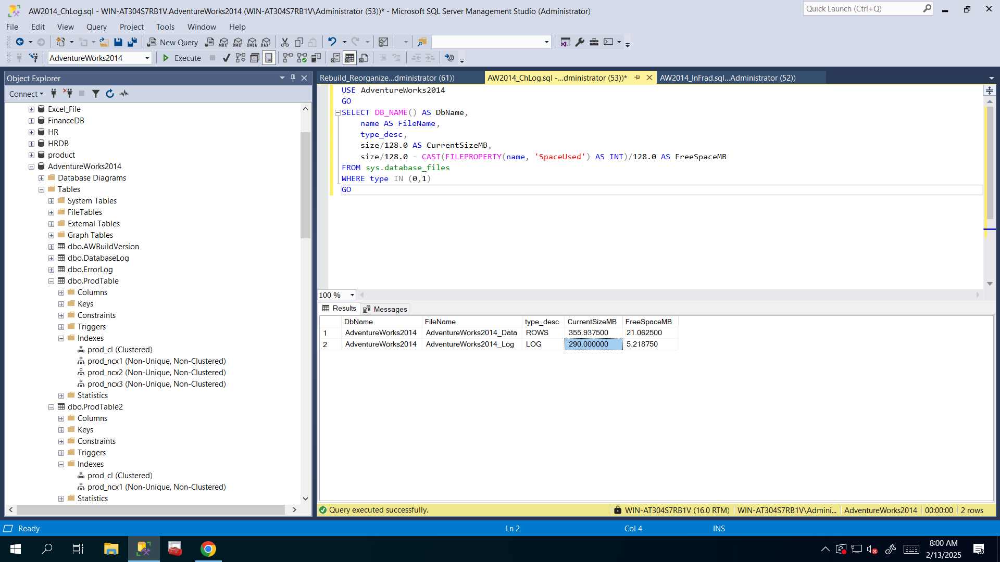 AW2014_ChLog.sql - WIN-AT304S7RB1V.AdventureWorks2014 (WIN-AT304S7RB1V\Administrator (53))* - Microsoft SQL Server Management Studio (Administrator)
Quick Launch (Ctrl+Q)
File Edit View Query Project Tools Window Help
New Query
MDX DMX XMLA DAX
AdventureWorks2014
Execute
Object Explorer
Connect
Excel_File
FinanceDB
HR
HRDB
product
AdventureWorks2014
Database Diagrams
Tables
System Tables
FileTables
External Tables
Graph Tables
dbo.AWBuildVersion
dbo.DatabaseLog
dbo.ErrorLog
dbo.ProdTable
Columns
Keys
Constraints
Triggers
Indexes
prod_cl (Clustered)
prod_ncx1 (Non-Unique, Non-Clustered)
prod_ncx2 (Non-Unique, Non-Clustered)
prod_ncx3 (Non-Unique, Non-Clustered)
Statistics
dbo.ProdTable2
Columns
Keys
Constraints
Triggers
Indexes
prod_cl (Clustered)
prod_ncx1 (Non-Unique, Non-Clustered)
Statistics
Rebuild_Reorganize...dministrator (61)) AW2014_ChLog.sql -...dministrator (53))* AW2014_InFrad.sql...Administrator (52))
USE AdventureWorks2014
GO
SELECT DB_NAME() AS DbName,
name AS FileName,
type_desc,
size/128.0 AS CurrentSizeMB,
size/128.0 - CAST(FILEPROPERTY(name, 'SpaceUsed') AS INT)/128.0 AS FreeSpaceMB
FROM sys.database_files
WHERE type IN (0,1)
GO
100 %
Results Messages
DbName FileName type_desc CurrentSizeMB FreeSpaceMB
1 AdventureWorks2014 AdventureWorks2014_Data ROWS 355.937500 21.062500
2 AdventureWorks2014 AdventureWorks2014_Log LOG 290.000000 5.218750
Query executed successfully.
WIN-AT304S7RB1V (16.0 RTM) WIN-AT304S7RB1V\Admini... AdventureWorks2014 00:00:00 2 rows
Ready Ln 2 Col 4 INS
8:00 AM
2/13/2025